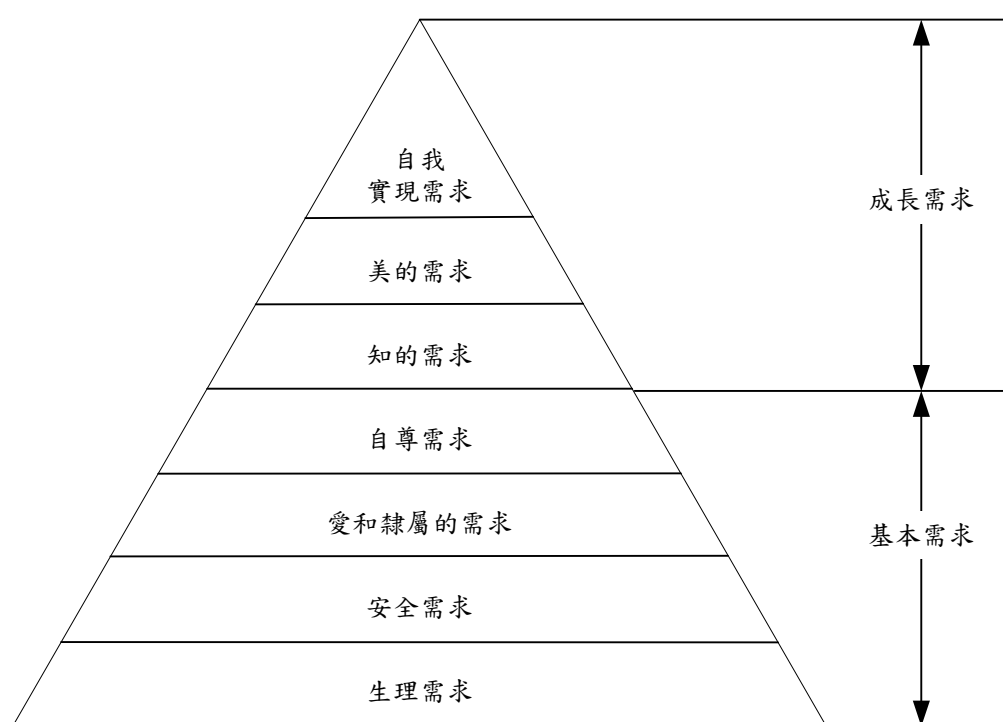 自我
實現需求
成長需求
美的需求
知的需求
自尊需求
愛和隸屬的需求
基本需求
安全需求
生理需求